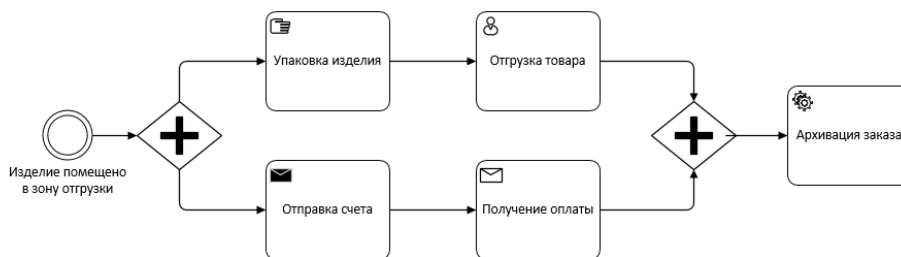 Упаковка изделия
Отгрузка товара
Изделие помещено
в зону отгрузки
Архивация заказа
Отправка счета
Получение оплаты